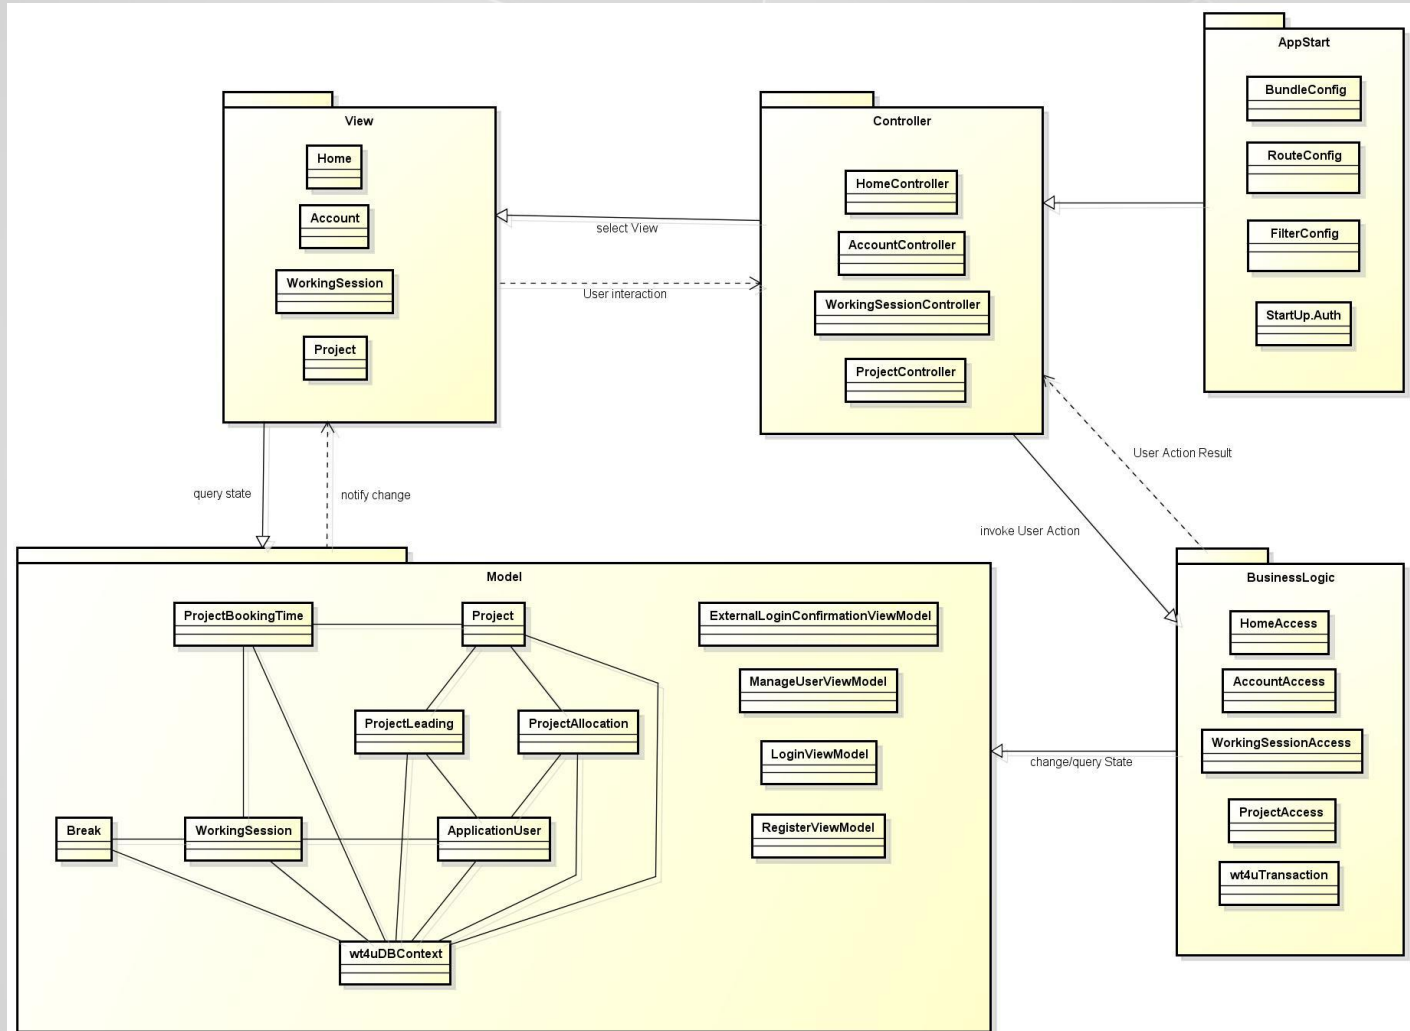 AppStart
BundleConfig
RouteConfig
FilterConfig
StartUp.Auth
View
Home
Account
WorkingSession
Project
Controller
HomeController
AccountController
WorkingSessionController
ProjectController
select View
User interaction
query state
notify change
User Action Result
invoke User Action
Model
ProjectBookingTime
Project
ExternalLoginConfirmationViewModel
ManageUserViewModel
ProjectLeading
ProjectAllocation
LoginViewModel
RegisterViewModel
Break
WorkingSession
ApplicationUser
wt4uDBContext
change/query State
BusinessLogic
HomeAccess
AccountAccess
WorkingSessionAccess
ProjectAccess
wt4uTransaction